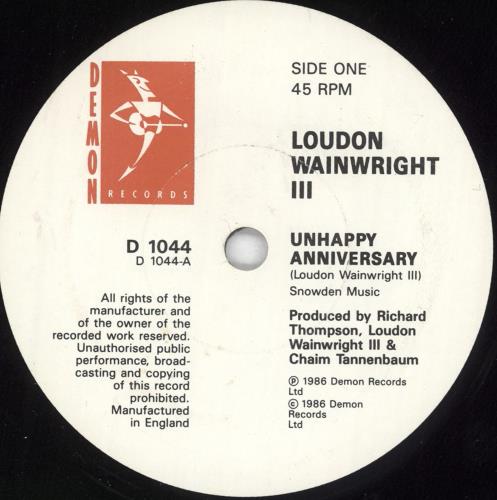 DEMON
RECORDS
SIDE ONE
45 RPM
LOUDON
WAINWRIGHT
III
D 1044
D 1044-A
UNHAPPY
ANNIVERSARY
(Loudon Wainwright III)
Snowden Music
All rights of the
manufacturer and
of the owner of the
recorded work reserved.
Unauthorised public
performance, broad-
casting and copying
of this record
prohibited.
Manufactured
in England
Produced by Richard
Thompson, Loudon
Wainwright III &
Chaim Tannenbaum
℗ 1986 Demon Records
Ltd
© 1986 Demon
Records
Ltd